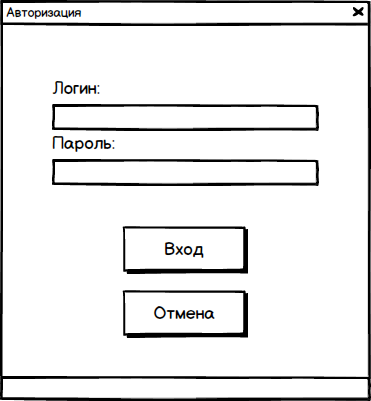 Авторизация
Логин:
Пароль:
Вход
Отмена